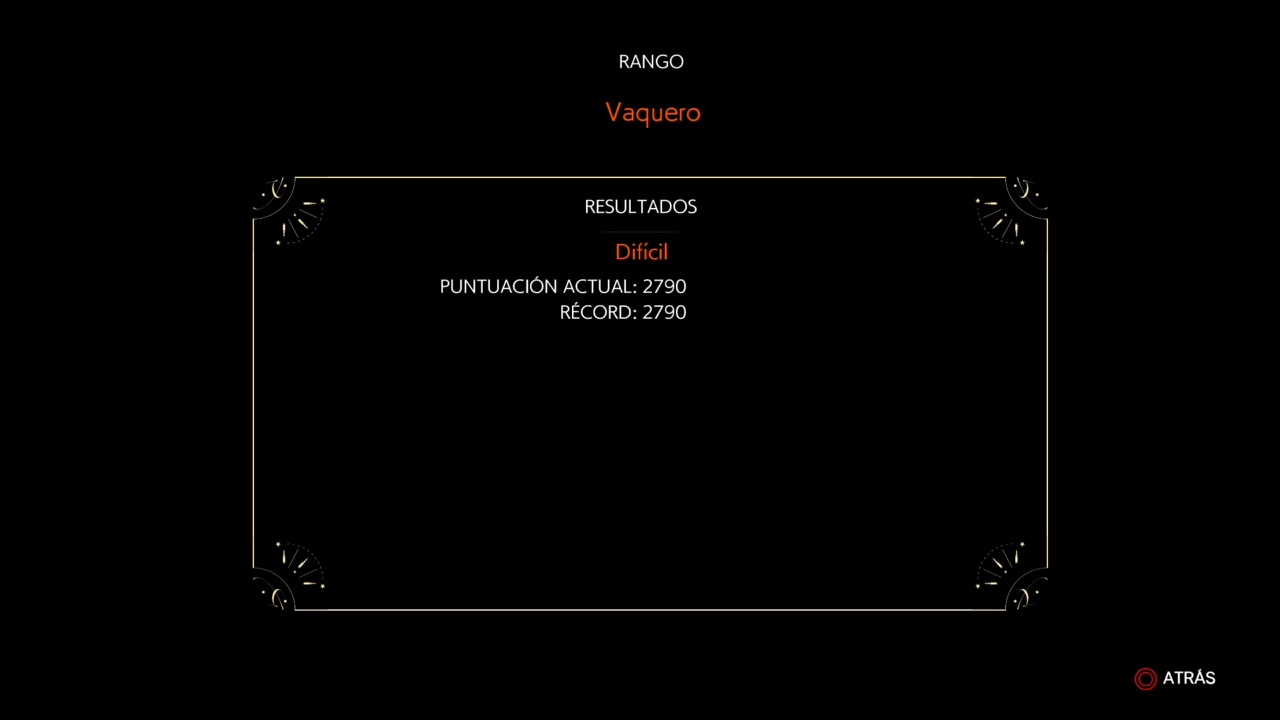 RANGO
Vaquero
RESULTADOS
Difícil
PUNTUACIÓN ACTUAL: 2790
RÉCORD: 2790
ATRÁS